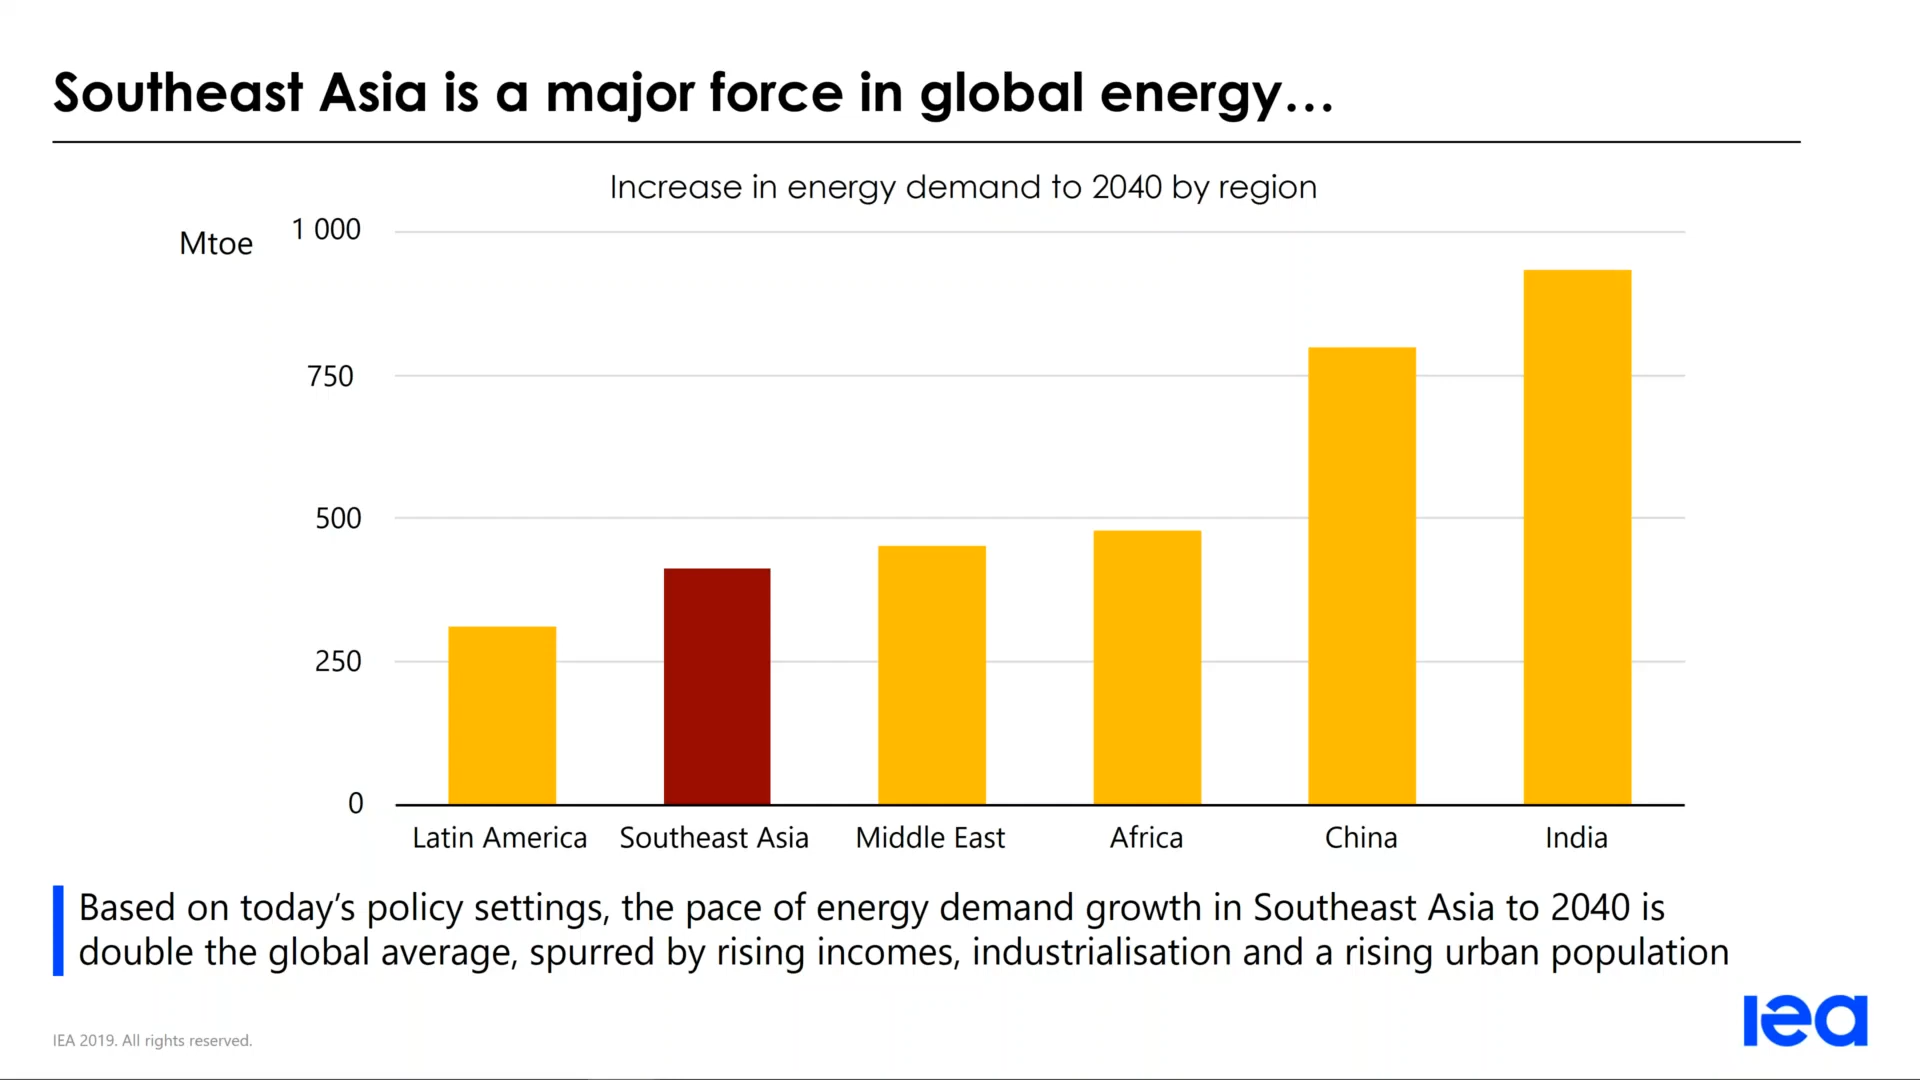 Southeast Asia is a major force in global energy…
Increase in energy demand to 2040 by region
Mtoe
1 000
750
500
250
0
Latin America
Southeast Asia
Middle East
Africa
China
India
Based on today’s policy settings, the pace of energy demand growth in Southeast Asia to 2040 is
double the global average, spurred by rising incomes, industrialisation and a rising urban population
IEA 2019. All rights reserved.
iea